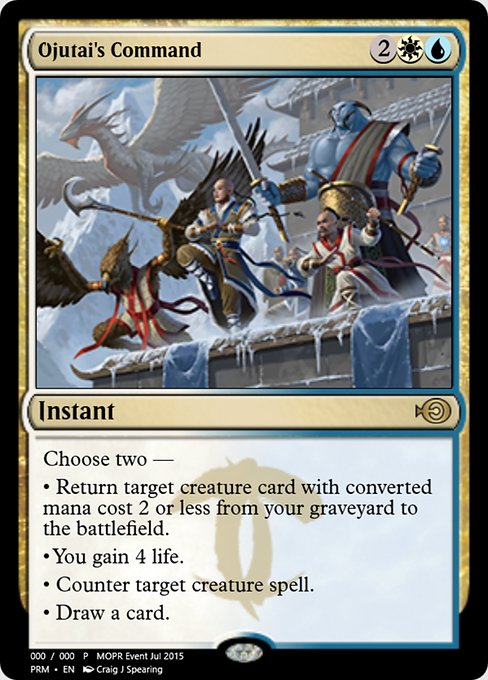 Ojutai's Command 2
Instant
Choose two —
• Return target creature card with converted
mana cost 2 or less from your graveyard to
the battlefield.
•You gain 4 life.
• Counter target creature spell.
• Draw a card.
000 / 000 P MOPR Event Jul 2015
PRM • EN Craig J Spearing